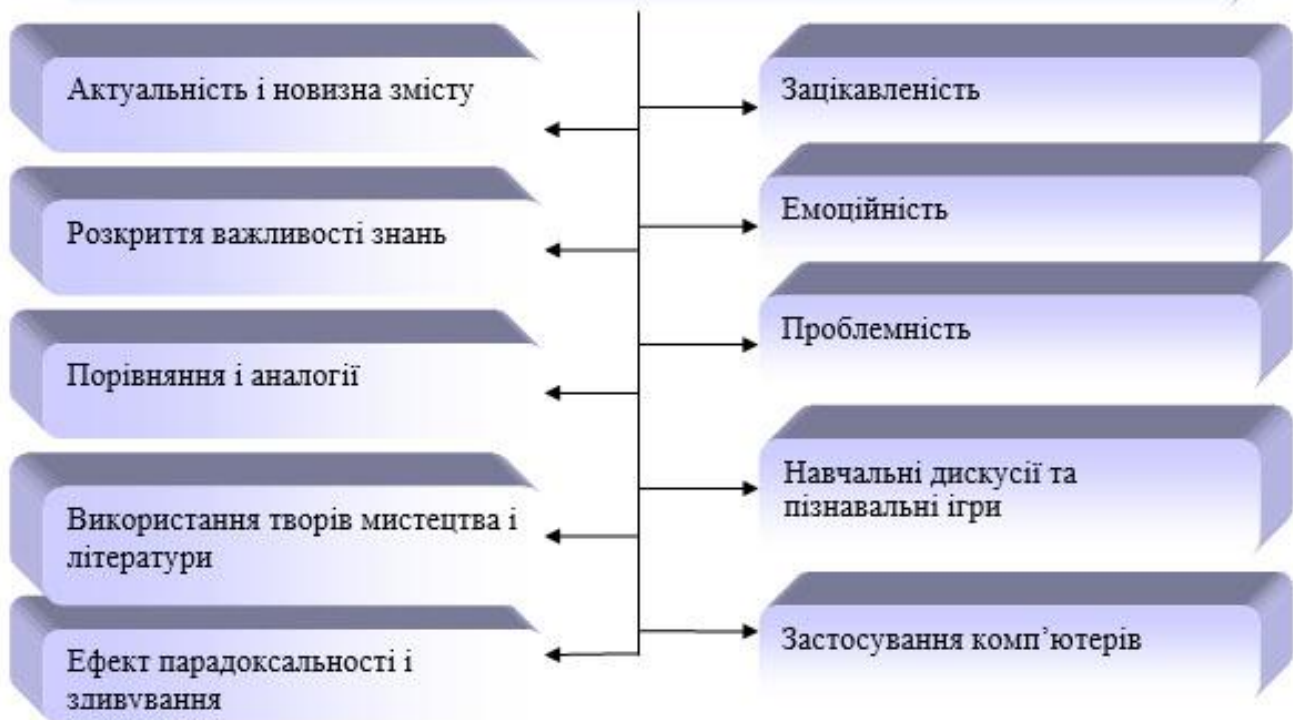 Актуальність і новизна змісту
Розкриття важливості знань
Порівняння і аналогії
Використання творів мистецтва і
літератури
Ефект парадоксальності і
здивування
Зацікавленість
Емоційність
Проблемність
Навчальні дискусії та
пізнавальні ігри
Застосування комп’ютерів